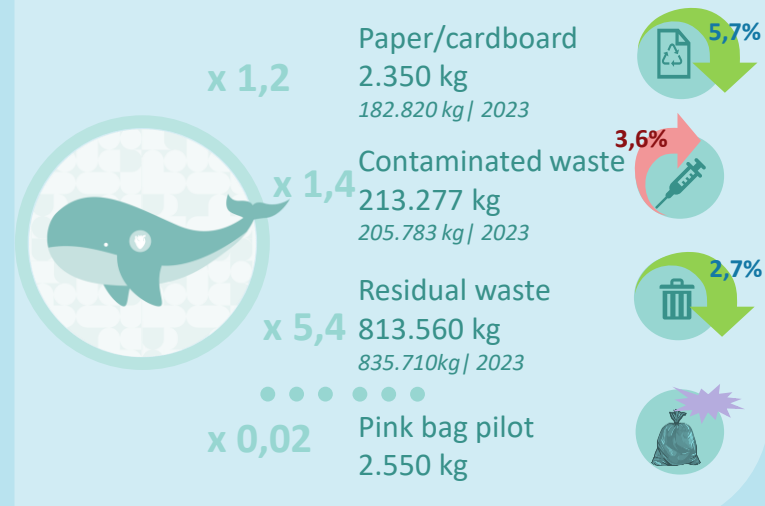 x 1,2
Paper/cardboard
2.350 kg
182.820 kg| 2023
5,7%
x 1,4
Contaminated waste
213.277 kg
205.783 kg| 2023
3,6%
x 5,4
Residual waste
813.560 kg
835.710kg| 2023
2,7%
x 0,02
Pink bag pilot
2.550 kg